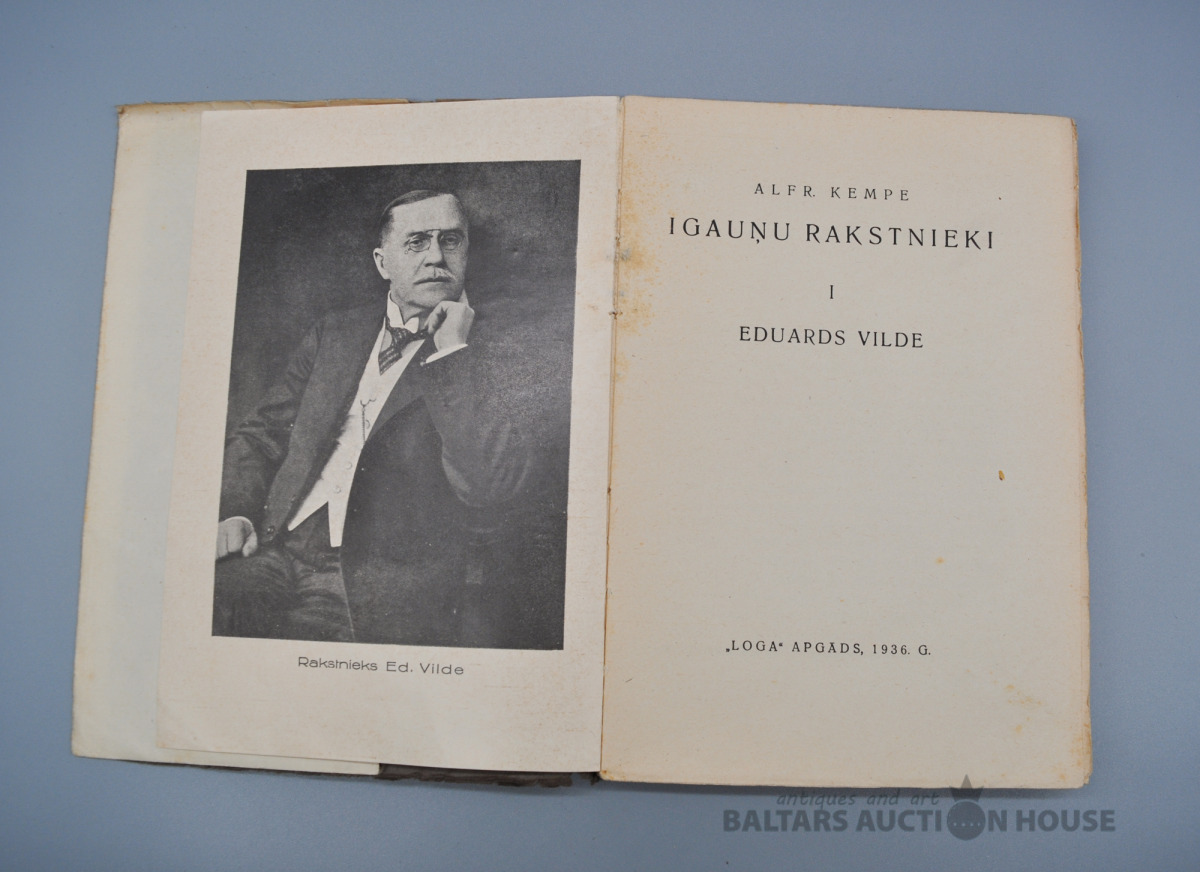 Rakstnieks Ed. Vilde
ALFR. KEMPE
IGAUŅU RAKSTNIEKI
I
EDUARDS VILDE
„LOGA“ APGĀDS, 1936. G.
antiques and art
BALTARS AUCTION HOUSE